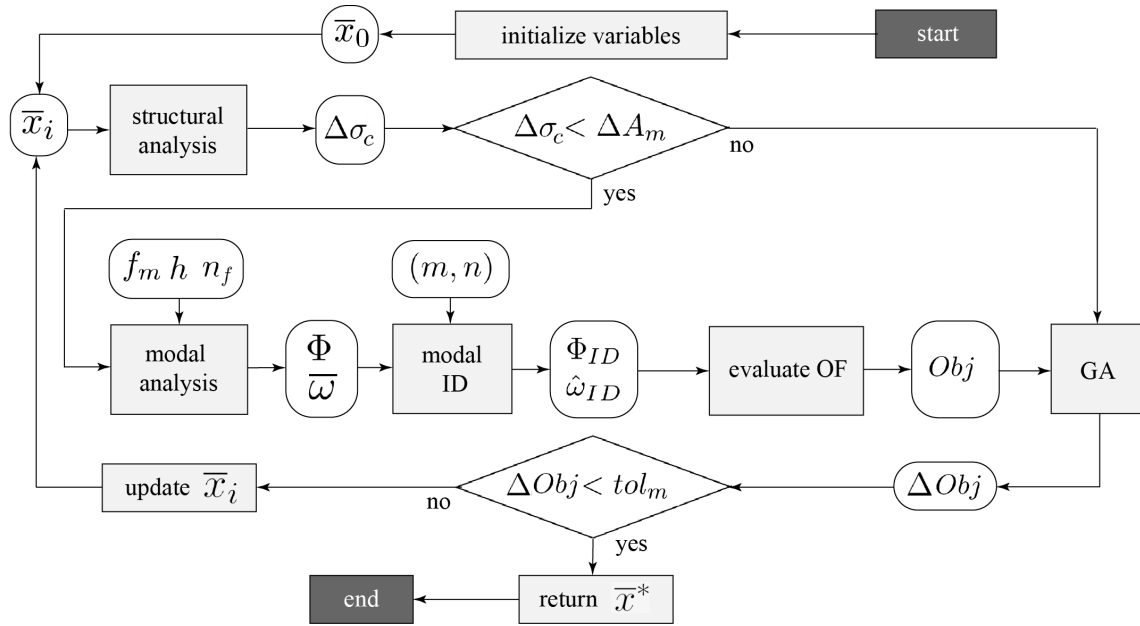 x̅₀
initialize variables
start
x̅ᵢ
structural
analysis
Δσ_c
Δσ_c < ΔA_m
no
yes
f_m h n_f
(m, n)
modal
analysis
Φ
ω̅
modal
ID
Φ_ID
ω̂_ID
evaluate OF
Obj
GA
update x̅ᵢ
no
ΔObj < tol_m
ΔObj
yes
end
return x̅*